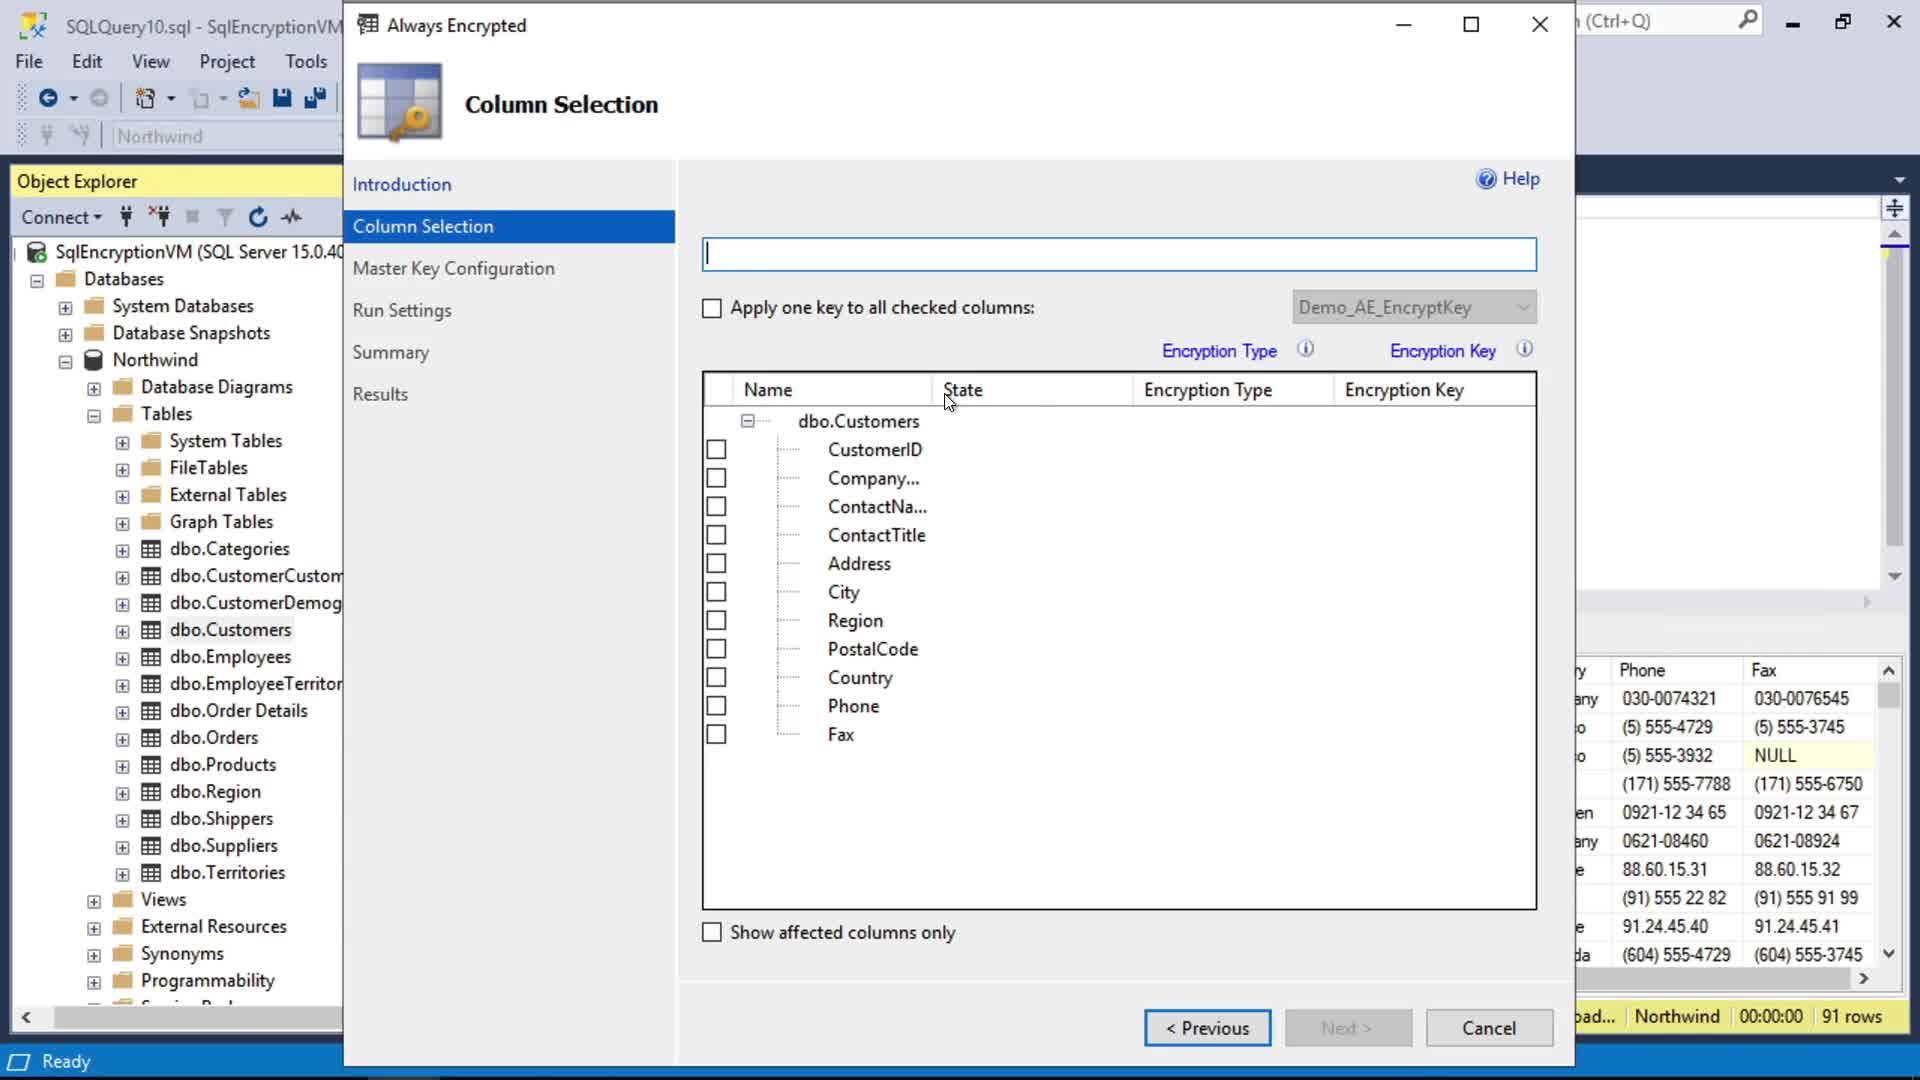 SQLQuery10.sql - SqlEncryptionVM
File Edit View Project Tools
Northwind
Object Explorer
Connect
SqlEncryptionVM (SQL Server 15.0.40
Databases
System Databases
Database Snapshots
Northwind
Database Diagrams
Tables
System Tables
FileTables
External Tables
Graph Tables
dbo.Categories
dbo.CustomerCustom
dbo.CustomerDemog
dbo.Customers
dbo.Employees
dbo.EmployeeTerritor
dbo.Order Details
dbo.Orders
dbo.Products
dbo.Region
dbo.Shippers
dbo.Suppliers
dbo.Territories
Views
External Resources
Synonyms
Programmability
Ready
Always Encrypted
Column Selection
Introduction
Column Selection
Master Key Configuration
Run Settings
Summary
Results
Help
Apply one key to all checked columns: Demo_AE_EncryptKey
Encryption Type Encryption Key
Name State Encryption Type Encryption Key
dbo.Customers
CustomerID
Company...
ContactNa...
ContactTitle
Address
City
Region
PostalCode
Country
Phone
Fax
Show affected columns only
< Previous Next > Cancel
(Ctrl+Q)
ry Phone Fax
any 030-0074321 030-0076545
o (5) 555-4729 (5) 555-3745
o (5) 555-3932 NULL
(171) 555-7788 (171) 555-6750
en 0921-12 34 65 0921-12 34 67
any 0621-08460 0621-08924
e 88.60.15.31 88.60.15.32
(91) 555 22 82 (91) 555 91 99
e 91.24.45.40 91.24.45.41
da (604) 555-4729 (604) 555-3745
oad... Northwind 00:00:00 91 rows